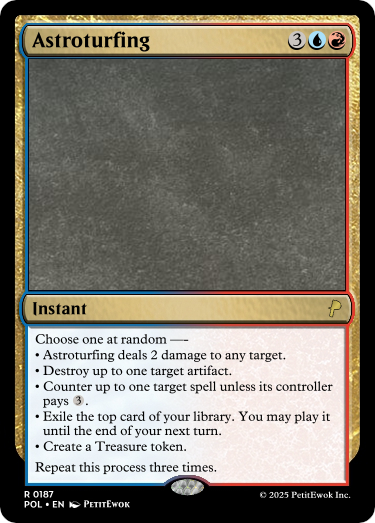 Astroturfing 3
Instant P
Choose one at random —-
• Astroturfing deals 2 damage to any target.
• Destroy up to one target artifact.
• Counter up to one target spell unless its controller
pays 3.
• Exile the top card of your library. You may play it
until the end of your next turn.
• Create a Treasure token.
Repeat this process three times.
R 0187
POL • EN PetitEwok
© 2025 PetitEwok Inc.